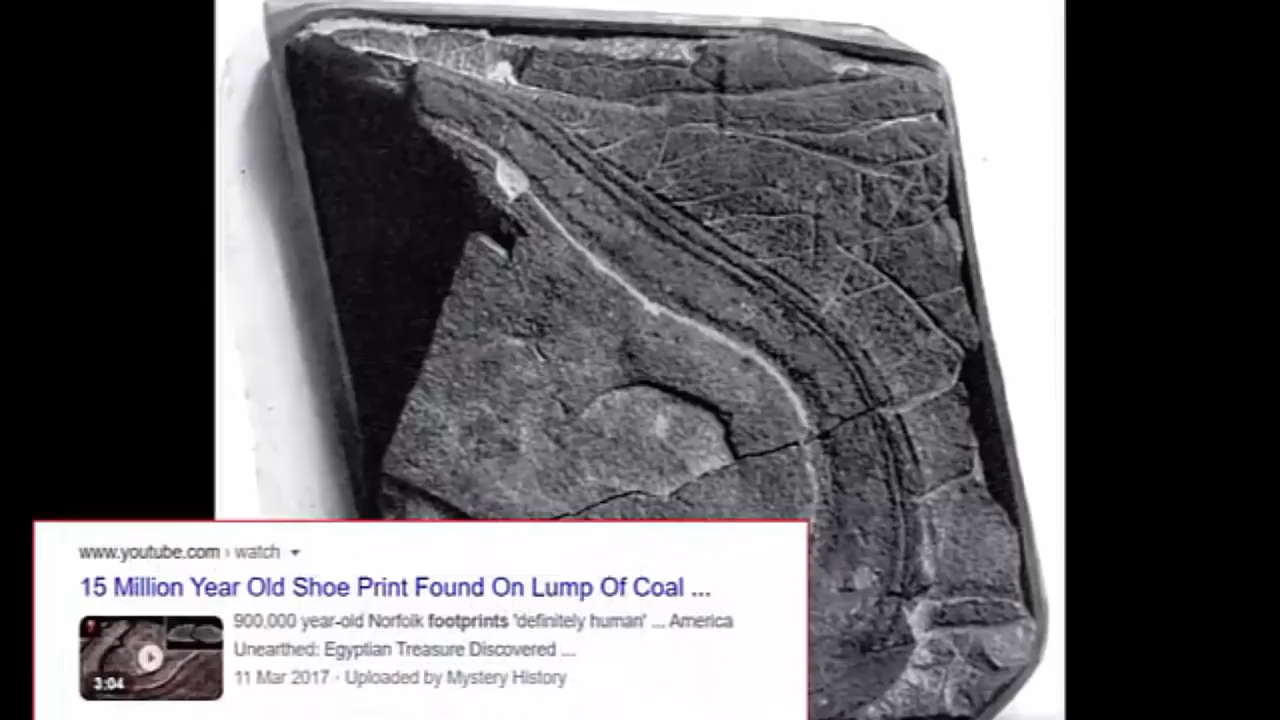 www.youtube.com › watch
15 Million Year Old Shoe Print Found On Lump Of Coal ...
900,000 year-old Norfolk footprints 'definitely human' ... America
Unearthed: Egyptian Treasure Discovered ...
3:04
11 Mar 2017 - Uploaded by Mystery History